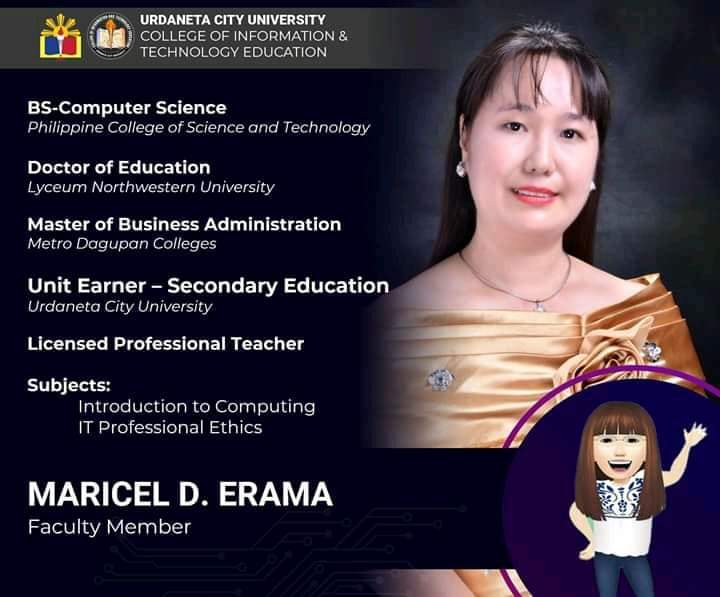 URDANETA CITY UNIVERSITY
COLLEGE OF INFORMATION &
TECHNOLOGY EDUCATION
BS-Computer Science
Philippine College of Science and Technology
Doctor of Education
Lyceum Northwestern University
Master of Business Administration
Metro Dagupan Colleges
Unit Earner – Secondary Education
Urdaneta City University
Licensed Professional Teacher
Subjects:
Introduction to Computing
IT Professional Ethics
MARICEL D. ERAMA
Faculty Member